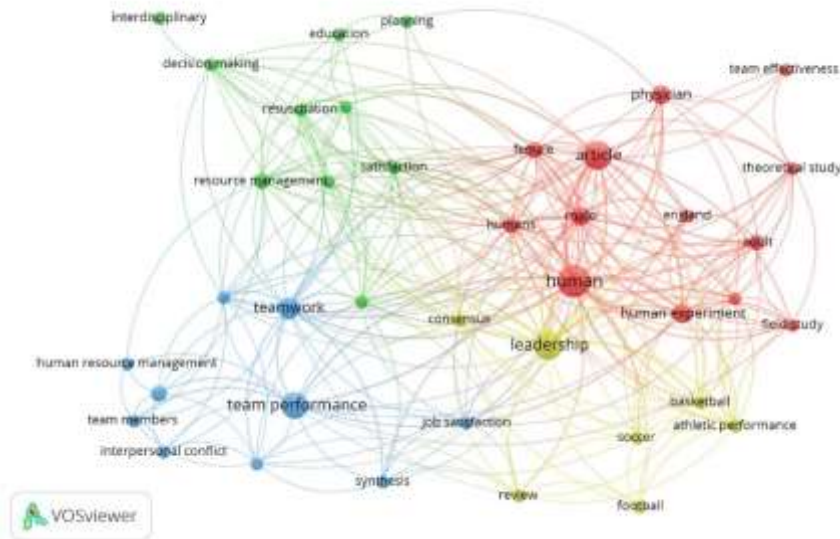 interdisciplinary
planning
education
decision making
team effectiveness
physician
resuscitation
female
article
satisfaction
theoretical study
resource management
male
england
humans
adult
human
teamwork
consensus
human experiment
field study
leadership
human resource management
team performance
basketball
team members
job satisfaction
athletic performance
soccer
interpersonal conflict
synthesis
review
football
VOSviewer